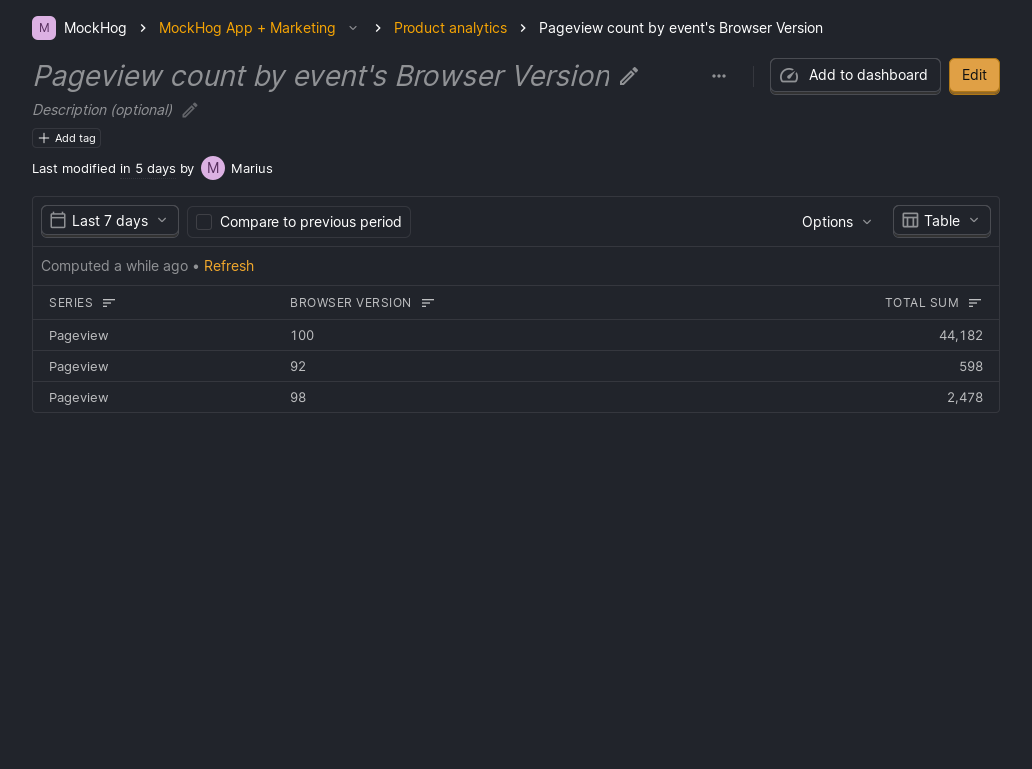 M MockHog MockHog App + Marketing Product analytics Pageview count by event's Browser Version
Pageview count by event's Browser Version
Add to dashboard
Edit
Description (optional)
Add tag
Last modified in 5 days by M Marius
Last 7 days Compare to previous period Options Table
Computed a while ago • Refresh
SERIES BROWSER VERSION TOTAL SUM
Pageview 100 44,182
Pageview 92 598
Pageview 98 2,478